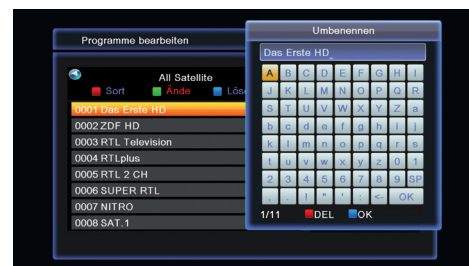 Programme bearbeiten
All Satellite
Sort Ände Lös
0001 Das Erste HD
0002 ZDF HD
0003 RTL Television
0004 RTLplus
0005 RTL 2 CH
0006 SUPER RTL
0007 NITRO
0008 SAT.1
Umbenennen
Das Erste HD_
A B C D E F G H I
J K L M N O P Q R
S T U V W X Y Z a
b c d e f g h i j
k l m n o p q r s
t u v w x y z 0 1
2 3 4 5 6 7 8 9 SP
, . ! " ' : <- OK
1/11 DEL OK